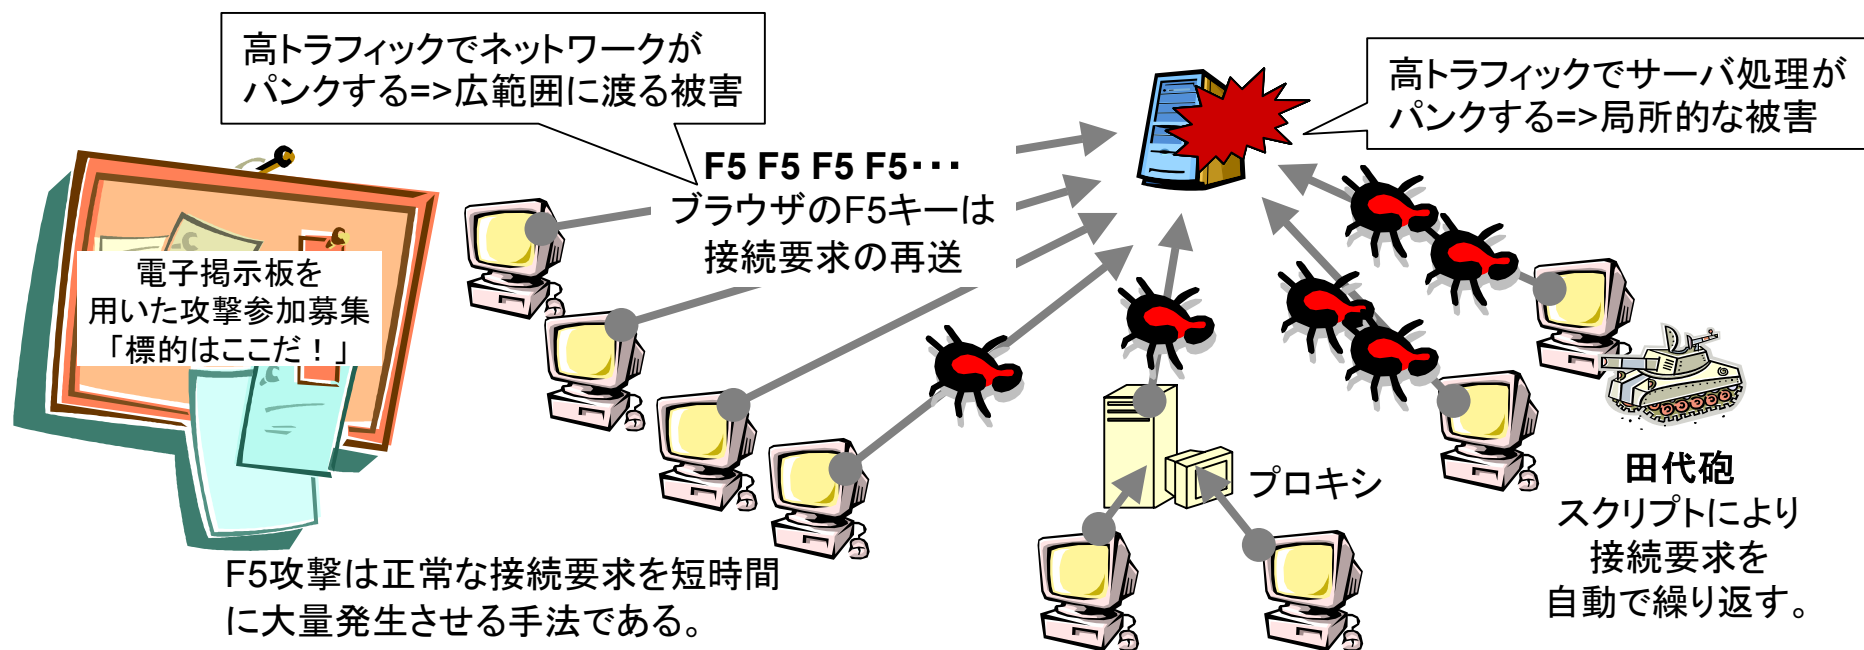 高トラフィックでネットワークが
パンクする=>広範囲に渡る被害
高トラフィックでサーバ処理が
パンクする=>局所的な被害
F5 F5 F5 F5･･･
ブラウザのF5キーは
接続要求の再送
電子掲示板を
用いた攻撃参加募集
「標的はここだ！」
プロキシ
田代砲
スクリプトにより
接続要求を
自動で繰り返す。
F5攻撃は正常な接続要求を短時間
に大量発生させる手法である。